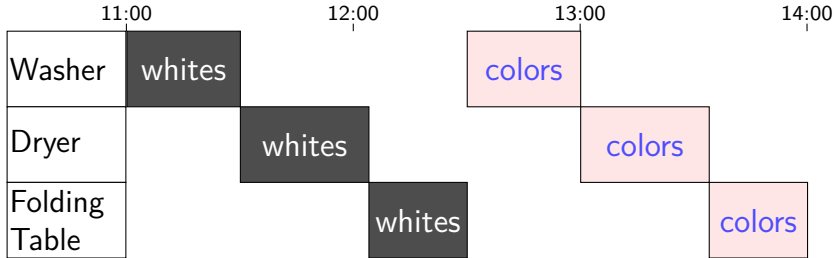 11:00 12:00 13:00 14:00
Washer whites colors
Dryer whites colors
Folding
Table whites colors